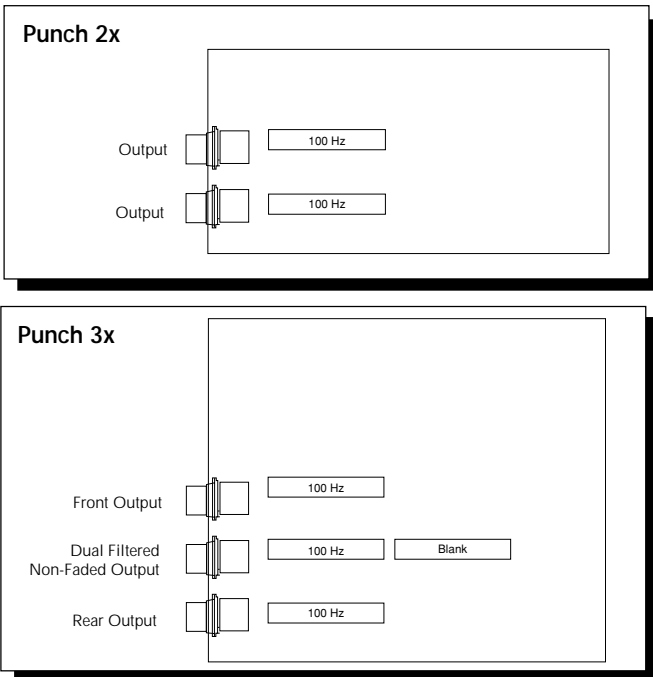 Punch 2x
Output
100 Hz
Output
100 Hz
Punch 3x
Front Output
100 Hz
Dual Filtered
Non-Faded Output
100 Hz
Blank
Rear Output
100 Hz